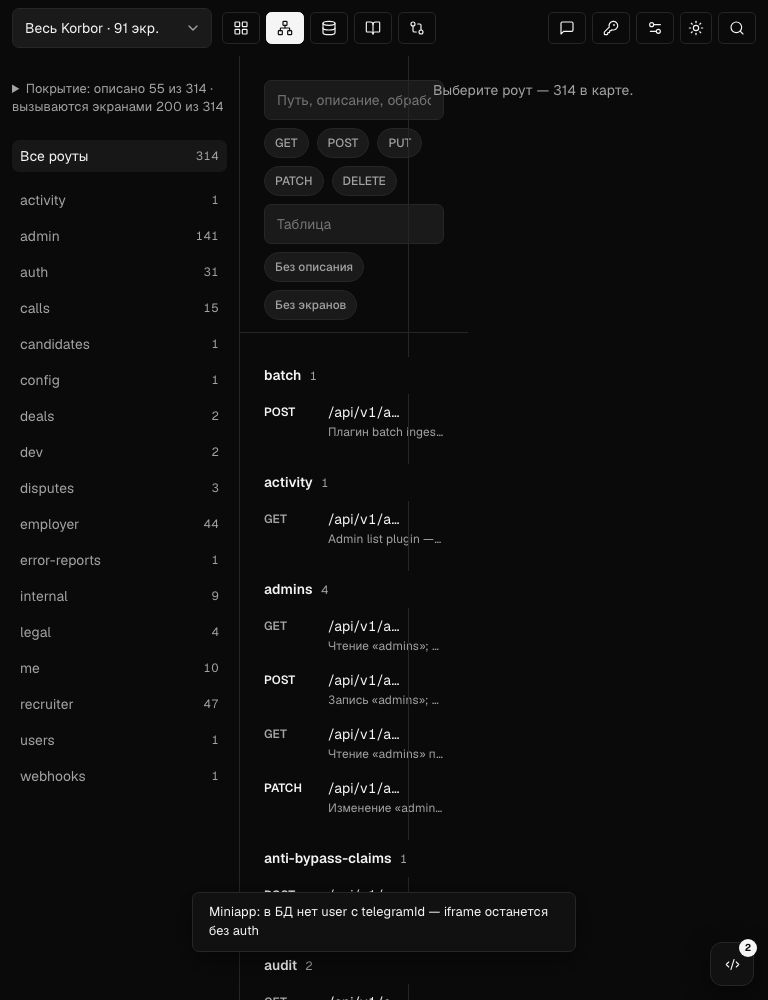 Весь Korbor · 91 экр.
Покрытие: описано 55 из 314 ·
вызываются экранами 200 из 314
Все роуты 314
activity 1
admin 141
auth 31
calls 15
candidates 1
config 1
deals 2
dev 2
disputes 3
employer 44
error-reports 1
internal 9
legal 4
me 10
recruiter 47
users 1
webhooks 1
Путь, описание, обрабо
GET POST PUT
PATCH DELETE
Таблица
Без описания
Без экранов
batch 1
POST /api/v1/a…
Плагин batch inges…
activity 1
GET /api/v1/a…
Admin list plugin —…
admins 4
GET /api/v1/a…
Чтение «admins»; …
POST /api/v1/a…
Запись «admins»; …
GET /api/v1/a…
Чтение «admins» п…
PATCH /api/v1/a…
Изменение «admin…
anti-bypass-claims 1
audit 2
Выберите роут — 314 в карте.
Miniapp: в БД нет user с telegramId — iframe останется
без auth
2